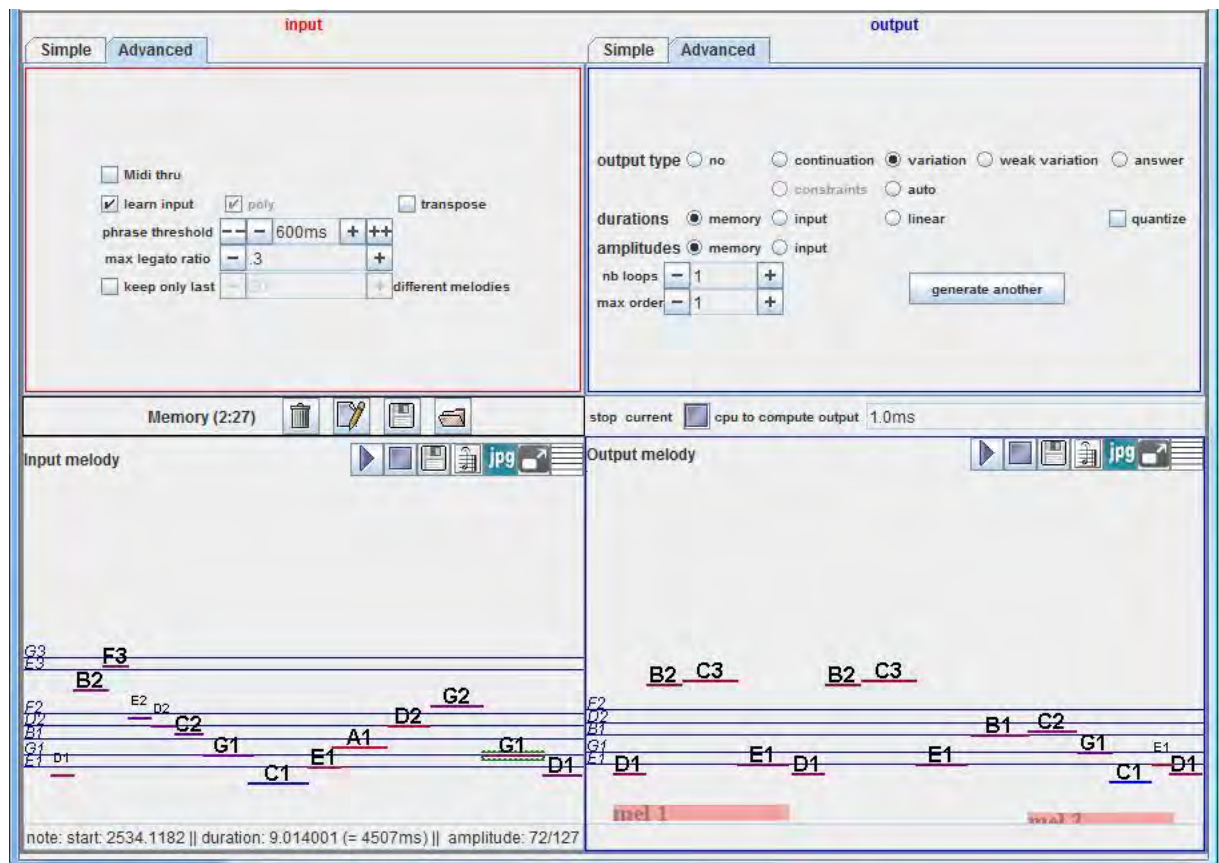 input
Simple Advanced
Midi thru
learn input poly transpose
phrase threshold -- - 600ms + ++
max legato ratio - .3 +
keep only last - + different melodies
Memory (2:27)
Input melody
jpg
G3
E3
F3
B2
E2
D2
C2
F2
D2
B1
G1
E1
D1
G1
C1
E1
A1
D2
G2
G1
D1
note: start: 2534.1182 || duration: 9.014001 (= 4507ms) || amplitude: 72/127
output
Simple Advanced
output type no continuation variation weak variation answer
constraints auto
durations memory input linear quantize
amplitudes memory input
nb loops - 1 +
max order - 1 +
generate another
stop current cpu to compute output 1.0ms
Output melody
jpg
F2
D2
B1
G1
E1
D1
B2 C3
E1
D1
B2 C3
E1
B1 C2
G1
C1
E1
D1
mel 1
mel 2